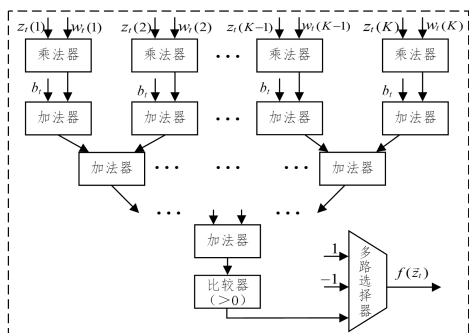 z_t(1) w_t(1) z_t(2) w_t(2) z_t(K−1) w_t(K−1) z_t(K) w_t(K)
乘法器 乘法器 … 乘法器 乘法器
b_t b_t b_t b_t
加法器 加法器 … 加法器 加法器
加法器 … … 加法器
… …
加法器
比较器
(>0)
1
−1
多路选择器
f(z̄_t)